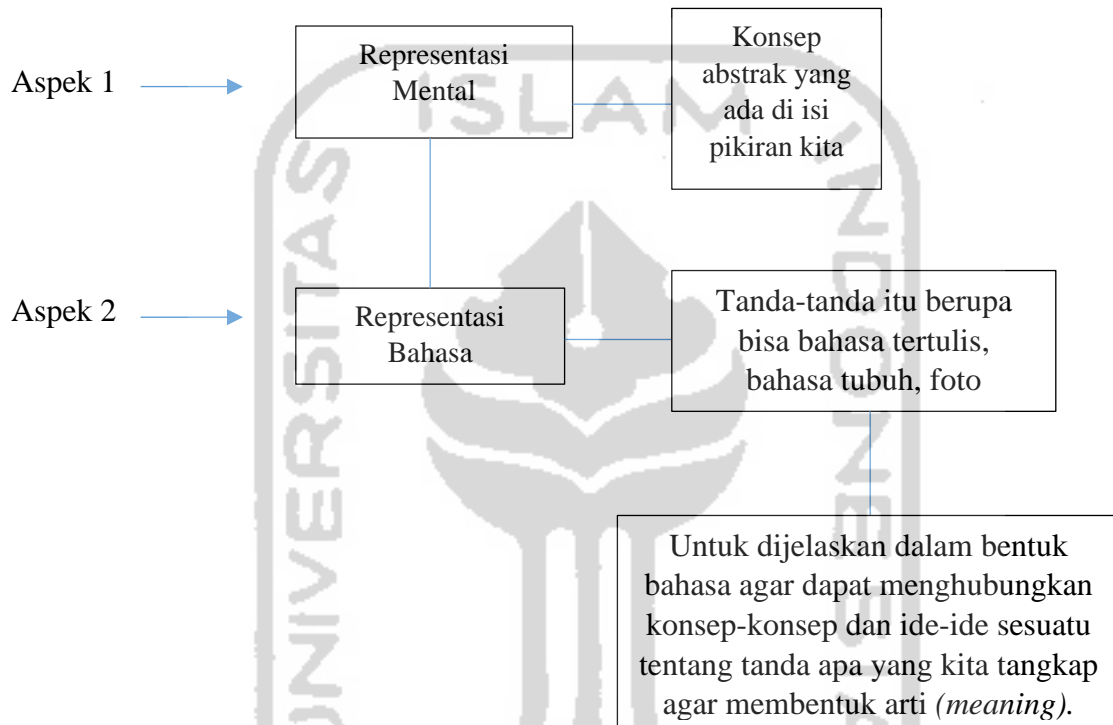 Aspek 1
Representasi
Mental
Konsep
abstrak yang
ada di isi
pikiran kita
Aspek 2
Representasi
Bahasa
Tanda-tanda itu berupa
bisa bahasa tertulis,
bahasa tubuh, foto
Untuk dijelaskan dalam bentuk
bahasa agar dapat menghubungkan
konsep-konsep dan ide-ide sesuatu
tentang tanda apa yang kita tangkap
agar membentuk arti (meaning).
UNIVERSITAS
ISLAM